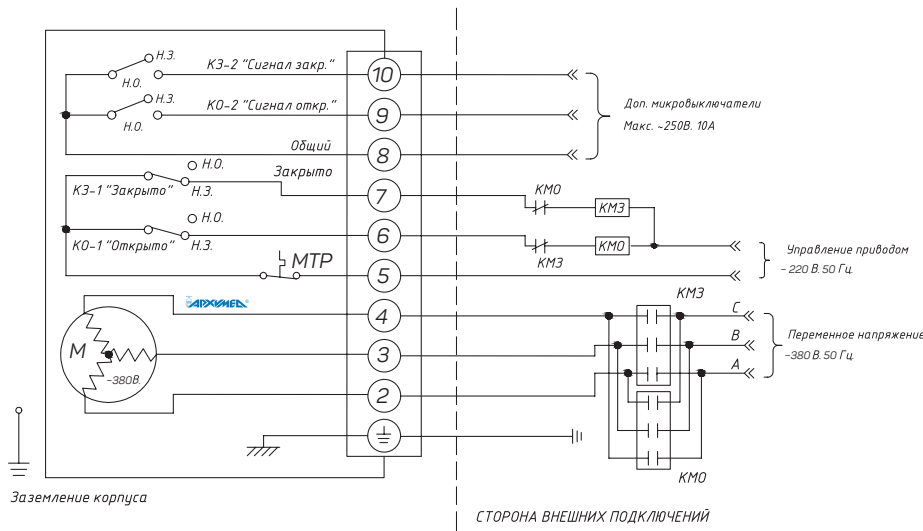 Н.З.
КЗ-2 "Сигнал закр."
10
Н.О.
Н.З.
КО-2 "Сигнал откр."
9
Н.О.
Доп. микровыключатели
Макс. ~250В. 10А
Общий
8
Н.О.
Закрыто
КЗ-1 "Закрыто"
Н.З.
7
КМО
КМЗ
Н.О.
КО-1 "Открыто"
Н.З.
6
КМЗ
КМО
Управление приводом
~220 В. 50 Гц.
МТР
5
АРХИМЕД
КМЗ
4
C
М
3
B
Переменное напряжение
~380 В. 50 Гц.
~380В.
A
2
КМО
Заземление корпуса
СТОРОНА ВНЕШНИХ ПОДКЛЮЧЕНИЙ